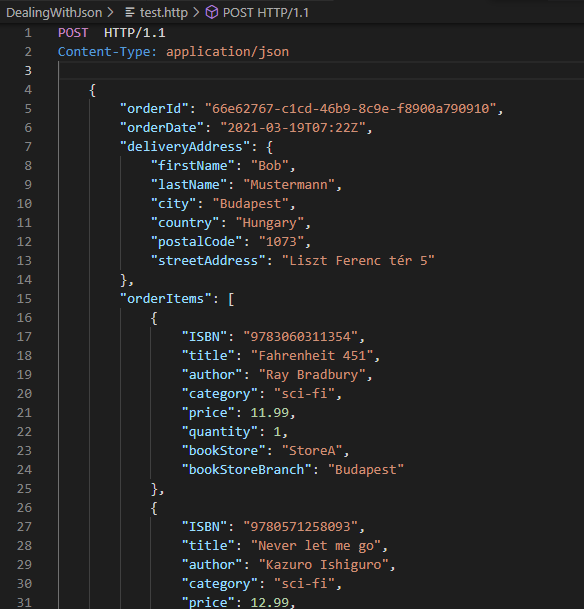 DealingWithJson > test.http > POST HTTP/1.1
1 POST  HTTP/1.1
2 Content-Type: application/json
3
4     {
5         "orderId": "66e62767-c1cd-46b9-8c9e-f8900a790910",
6         "orderDate": "2021-03-19T07:22Z",
7         "deliveryAddress": {
8             "firstName": "Bob",
9             "lastName": "Mustermann",
10             "city": "Budapest",
11             "country": "Hungary",
12             "postalCode": "1073",
13             "streetAddress": "Liszt Ferenc tér 5"
14         },
15         "orderItems": [
16             {
17                 "ISBN": "9783060311354",
18                 "title": "Fahrenheit 451",
19                 "author": "Ray Bradbury",
20                 "category": "sci-fi",
21                 "price": 11.99,
22                 "quantity": 1,
23                 "bookStore": "StoreA",
24                 "bookStoreBranch": "Budapest"
25             },
26             {
27                 "ISBN": "9780571258093",
28                 "title": "Never let me go",
29                 "author": "Kazuro Ishiguro",
30                 "category": "sci-fi",
31                 "price": 12.99,